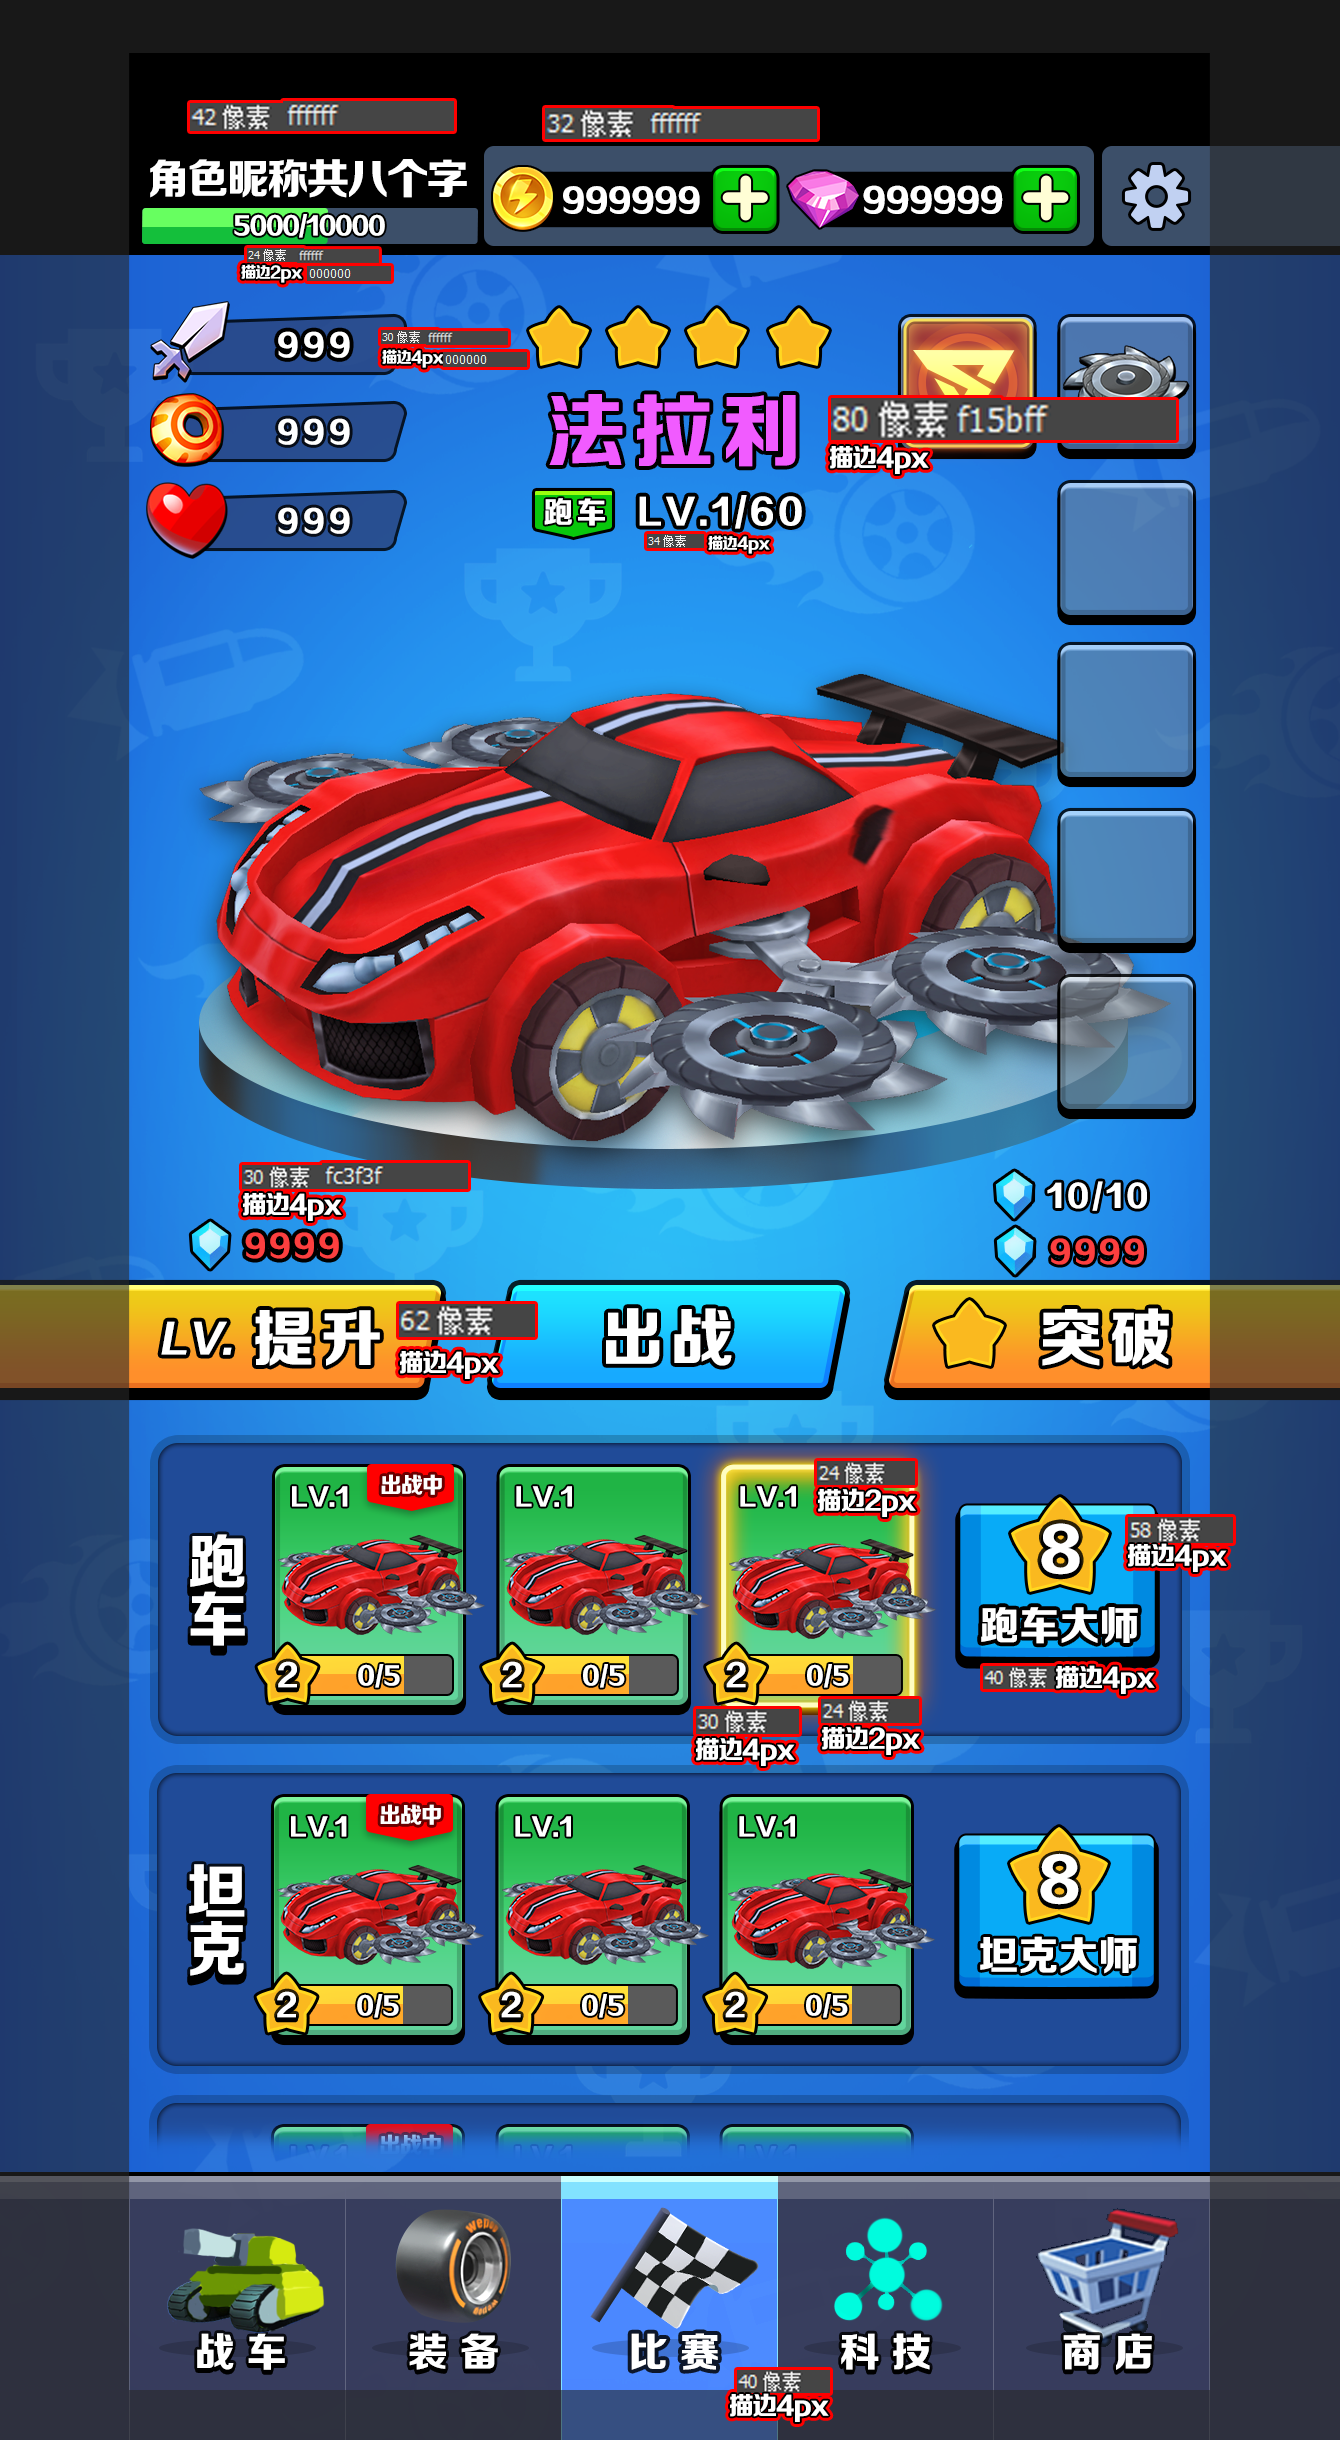 42 像素 ffffff
32 像素 ffffff
角色昵称共八个字
999999
999999
5000/10000
24 像素 ffffff
描边2px 000000
999
30 像素 ffffff
描边4px 000000
999
999
法拉利
80 像素 f15bff
描边4px
跑车
LV.1/60
34 像素
描边4px
30 像素 fc3f3f
描边4px
9999
10/10
9999
LV. 提升
62 像素
描边4px
出战
突破
跑车
LV.1
出战中
2
0/5
LV.1
2
0/5
LV.1
24 像素
描边2px
2
0/5
30 像素
描边4px
24 像素
描边2px
8
58 像素
描边4px
跑车大师
40 像素 描边4px
坦克
LV.1
出战中
2
0/5
LV.1
2
0/5
LV.1
2
0/5
8
坦克大师
LV.1
出战中
LV.1
LV.1
战车
装备
比赛
科技
商店
40 像素
描边4px